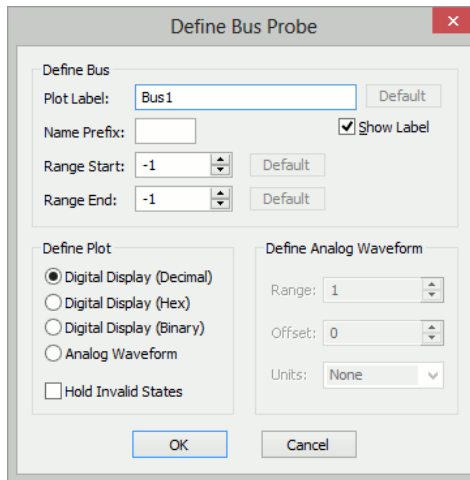 Define Bus Probe
Define Bus
Plot Label: Bus1 Default
Name Prefix: Show Label
Range Start: -1 Default
Range End: -1 Default
Define Plot
Digital Display (Decimal)
Digital Display (Hex)
Digital Display (Binary)
Analog Waveform
Hold Invalid States
Define Analog Waveform
Range: 1
Offset: 0
Units: None
OK Cancel